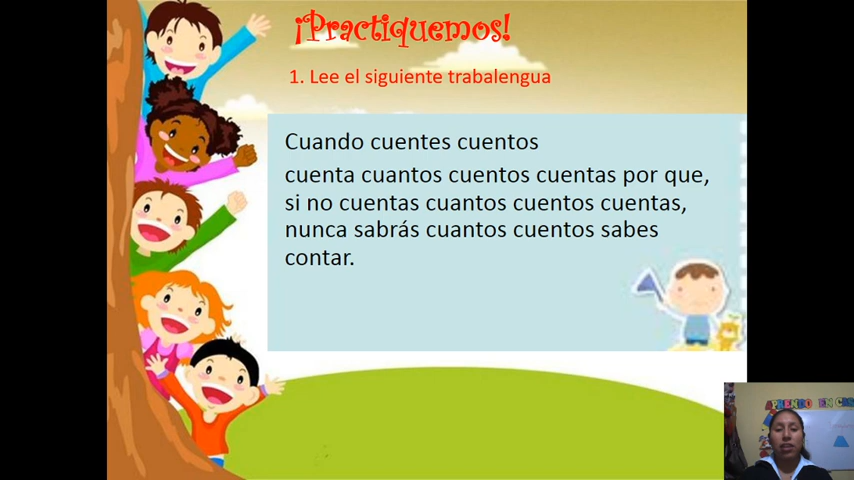 ¡Practiquemos!
1. Lee el siguiente trabalengua
Cuando cuentes cuentos
cuenta cuantos cuentos cuentas por que,
si no cuentas cuantos cuentos cuentas,
nunca sabrás cuantos cuentos sabes
contar.